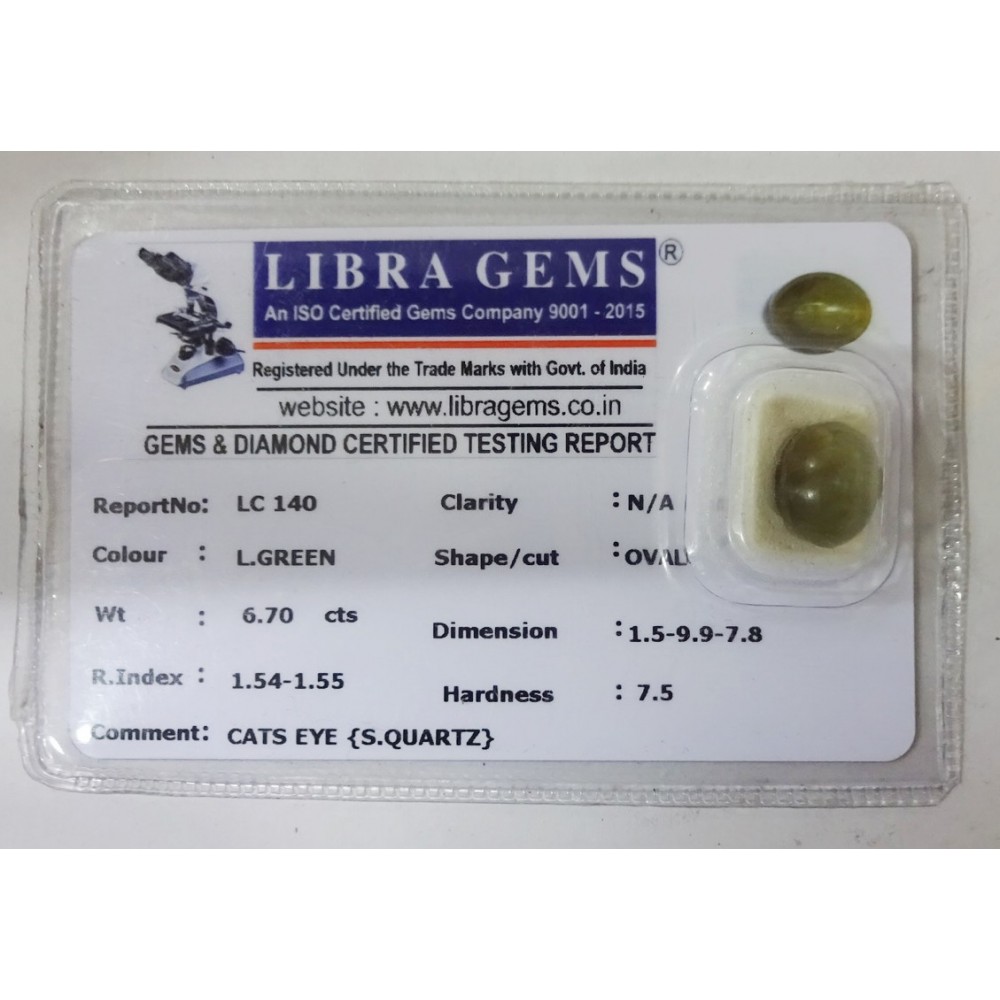 LIBRA GEMS ®
An ISO Certified Gems Company 9001 - 2015
Registered Under the Trade Marks with Govt. of India
website : www.libragems.co.in
GEMS & DIAMOND CERTIFIED TESTING REPORT
ReportNo: LC 140 Clarity : N/A
Colour : L.GREEN Shape/cut : OVAL
Wt : 6.70 cts Dimension : 1.5-9.9-7.8
R.Index : 1.54-1.55 Hardness : 7.5
Comment: CATS EYE {S.QUARTZ}